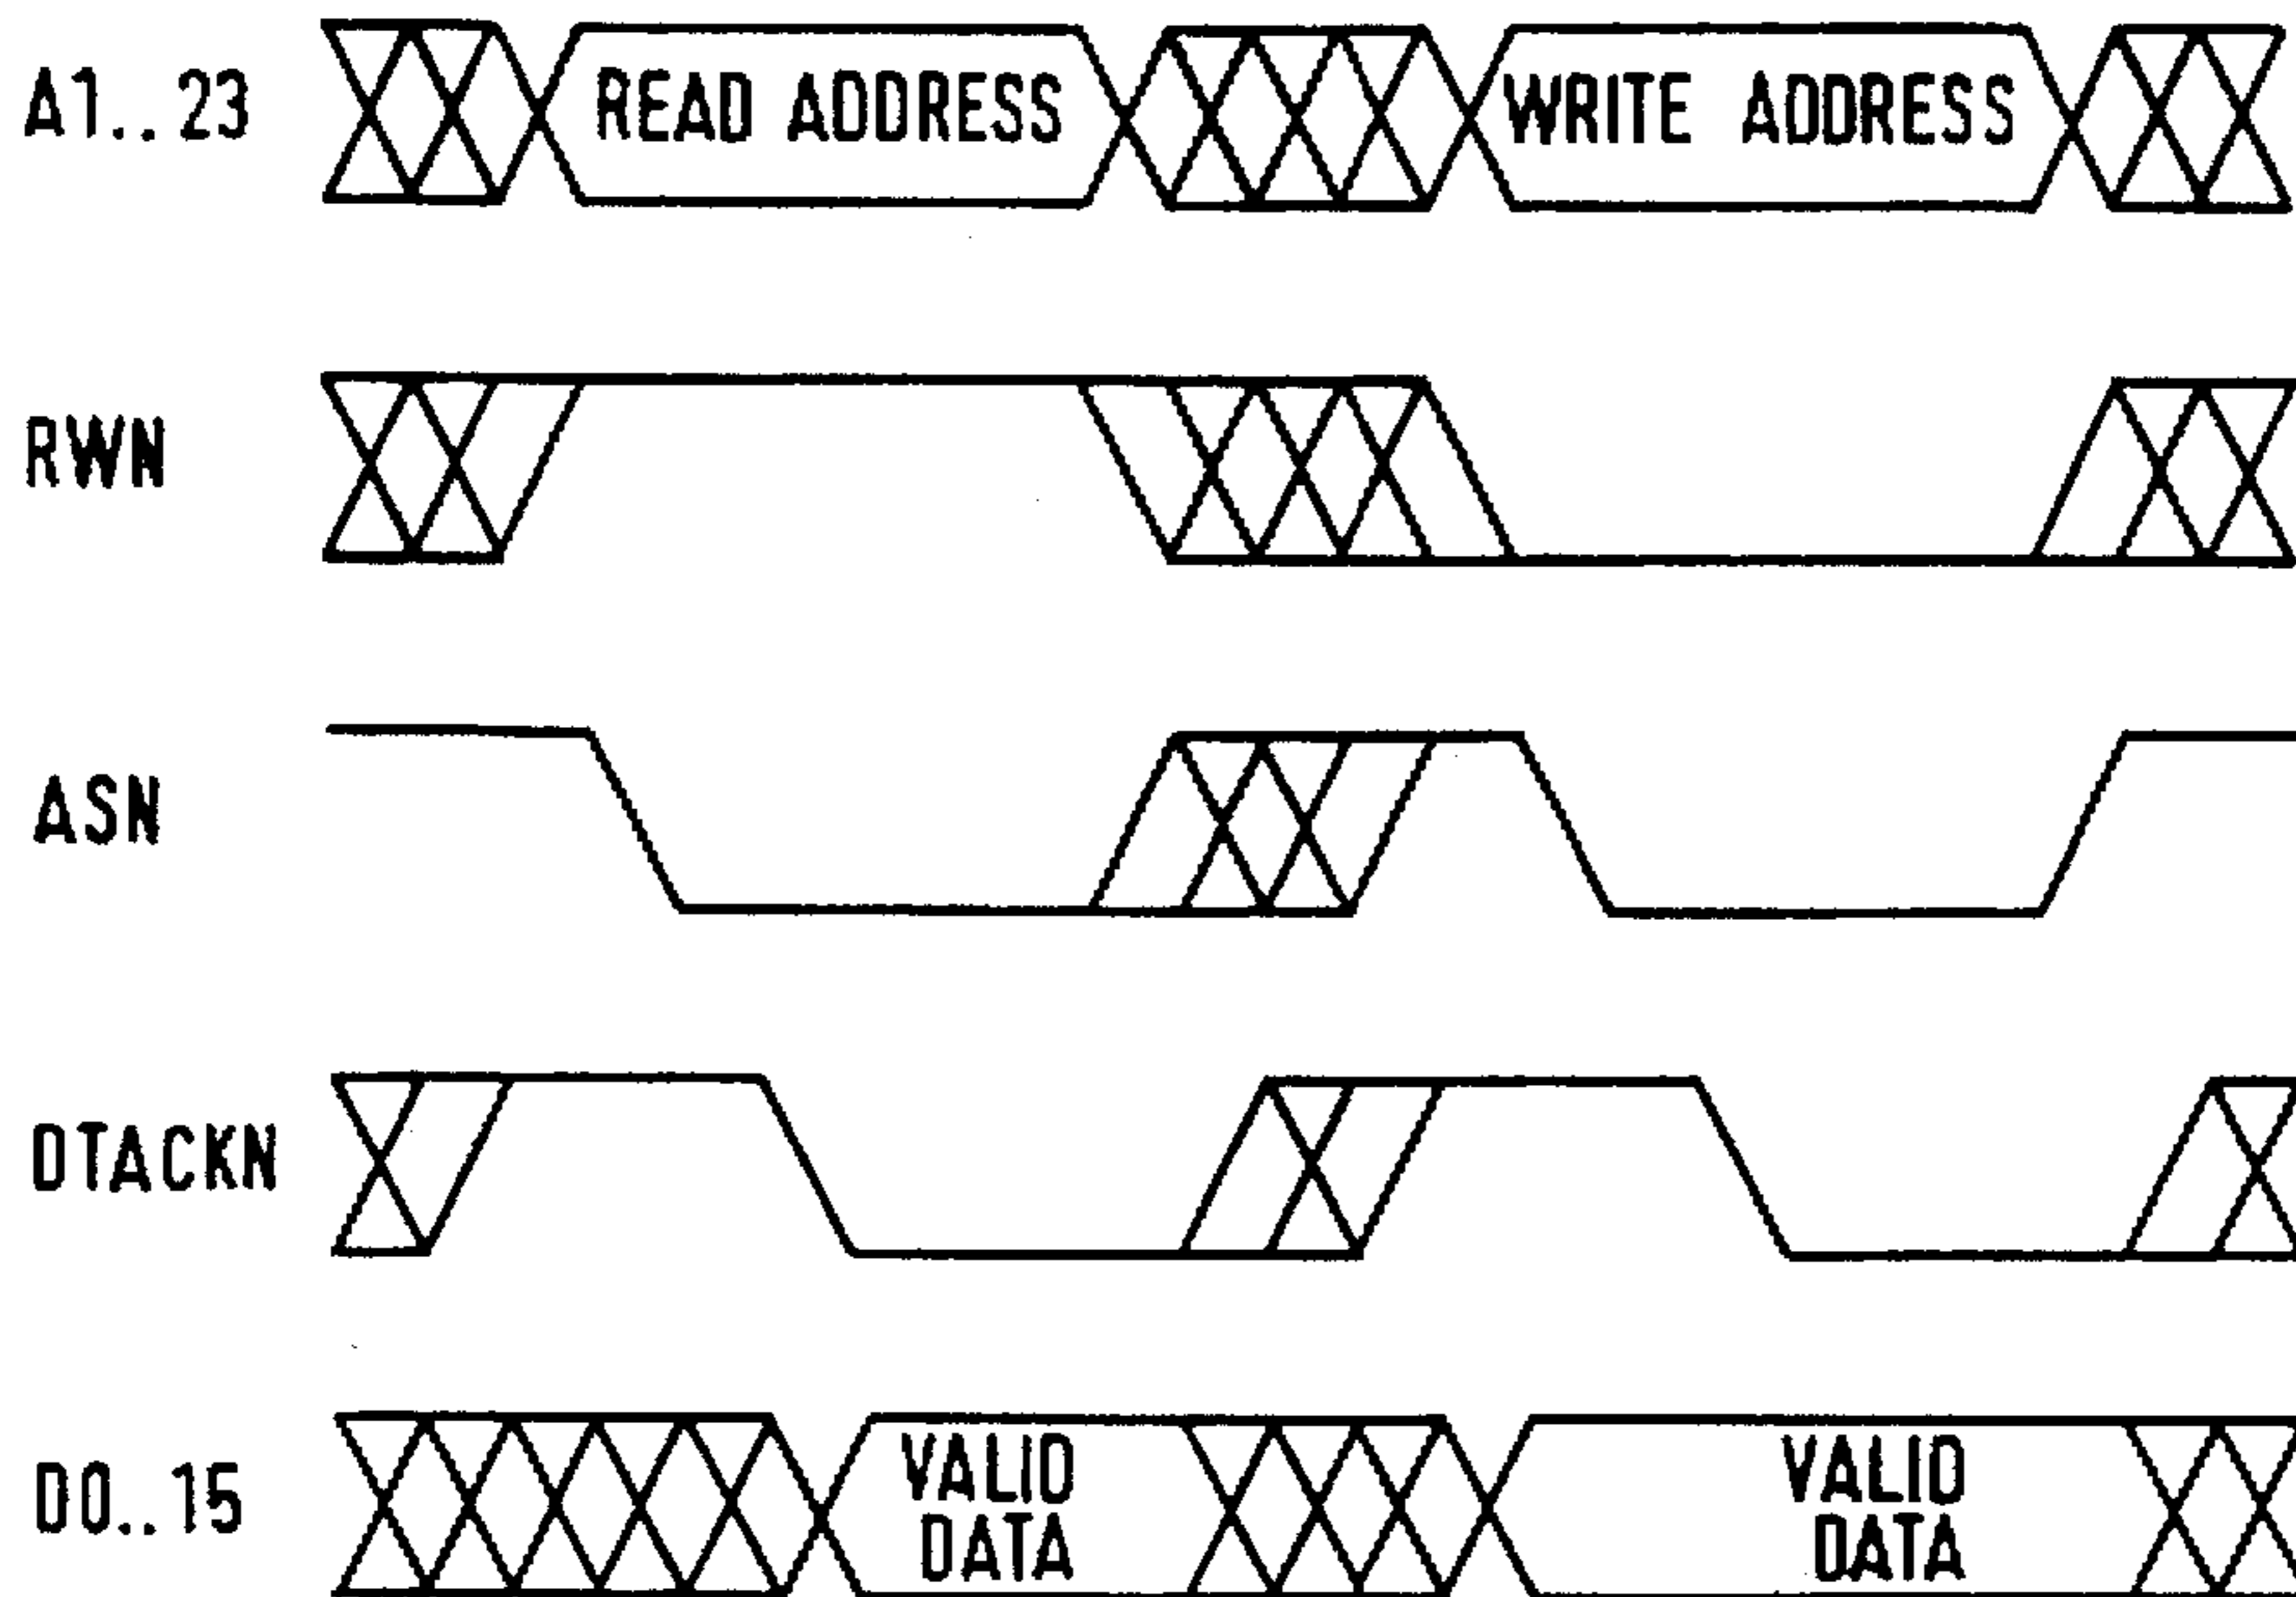 A1..23
READ ADDRESS
WRITE ADDRESS
RWN
ASN
DTACKN
D0..15
VALID
DATA
VALID
DATA